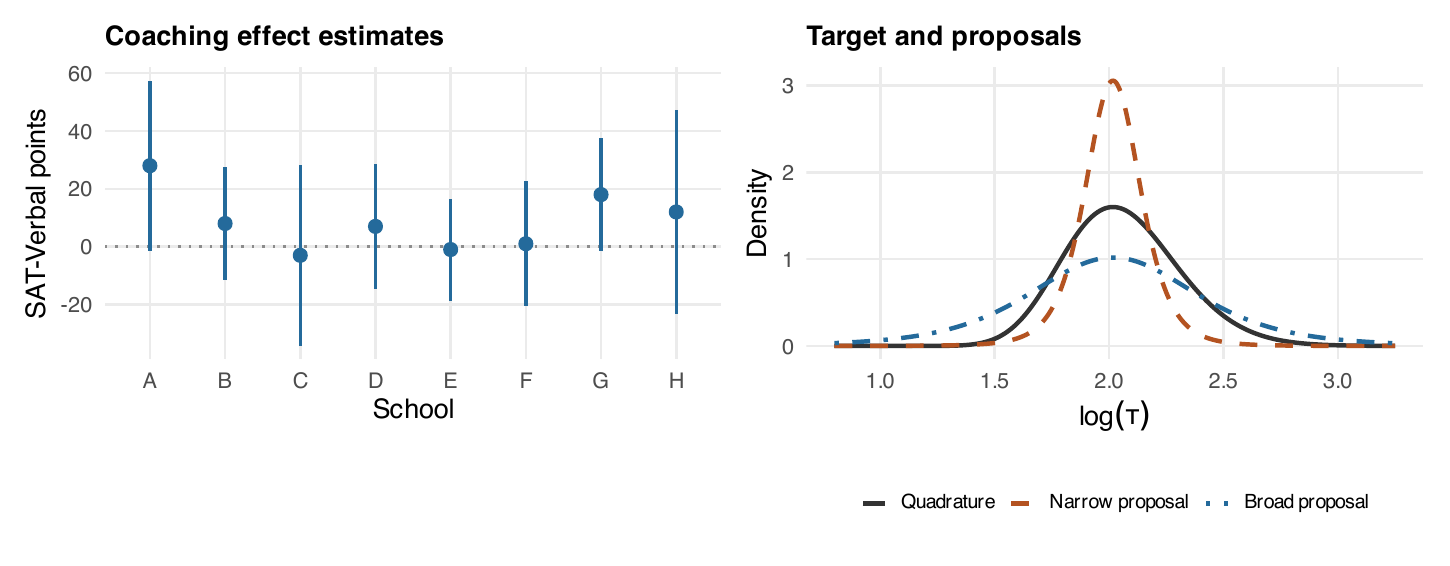 Coaching effect estimates
SAT-Verbal points
60
40
20
0
-20
A B C D E F G H
School
Target and proposals
Density
3
2
1
0
1.0 1.5 2.0 2.5 3.0
log(τ)
Quadrature Narrow proposal Broad proposal